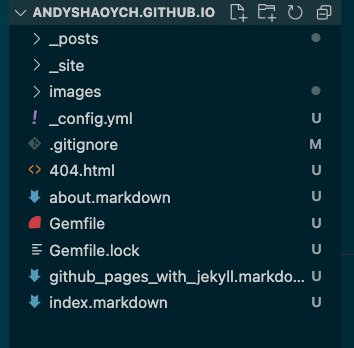 ANDYSHAOYCH.GITHUB.IO
_posts
_site
images
_config.yml U
.gitignore M
404.html U
about.markdown U
Gemfile U
Gemfile.lock U
github_pages_with_jekyll.markdo... U
index.markdown U